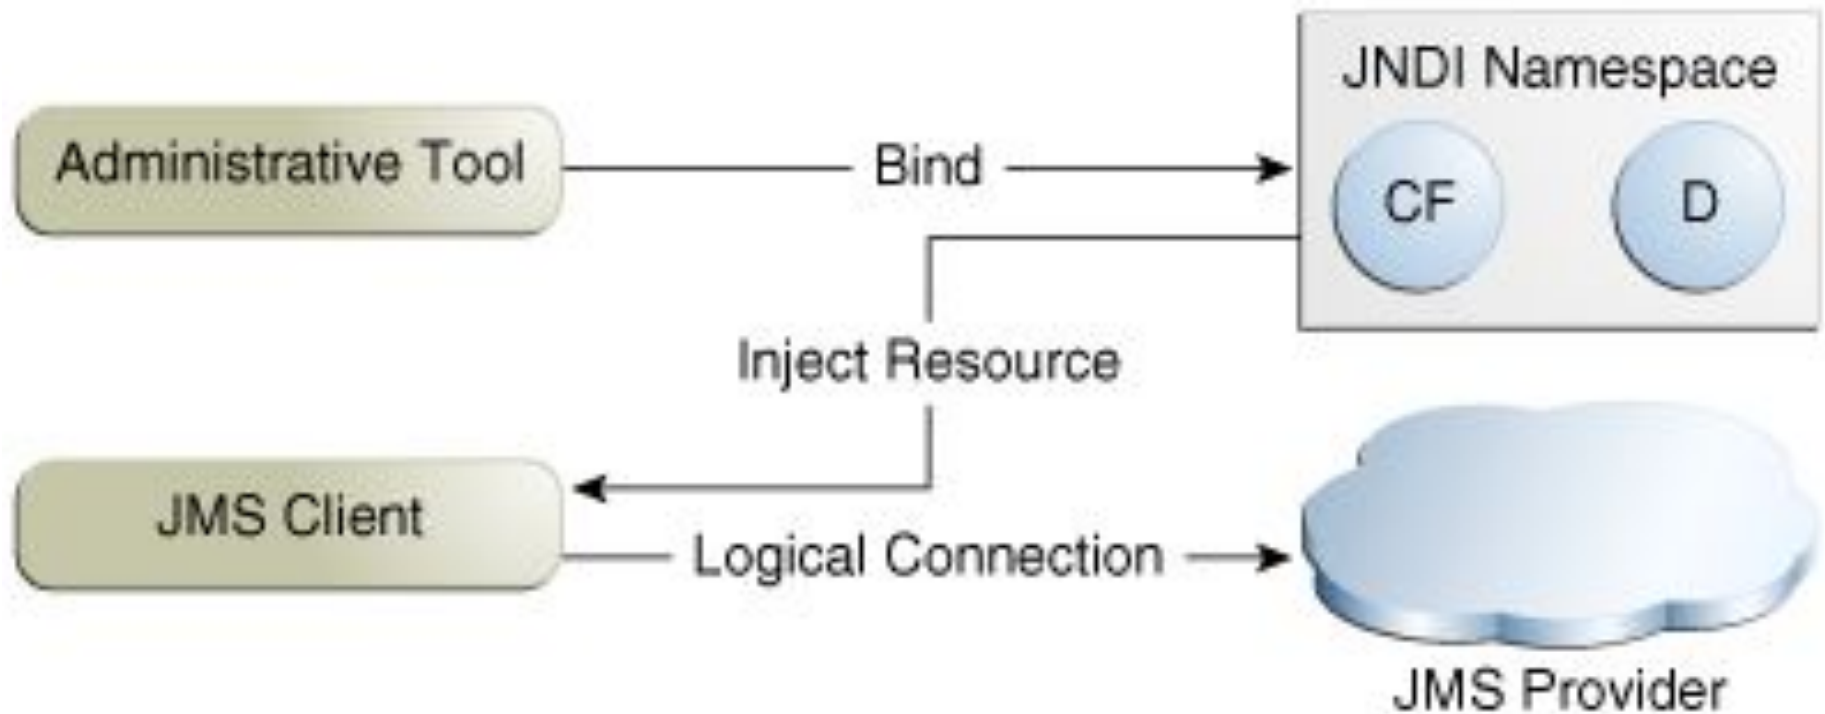 JNDI Namespace
Administrative Tool
Bind
CF
D
Inject Resource
JMS Client
Logical Connection
JMS Provider